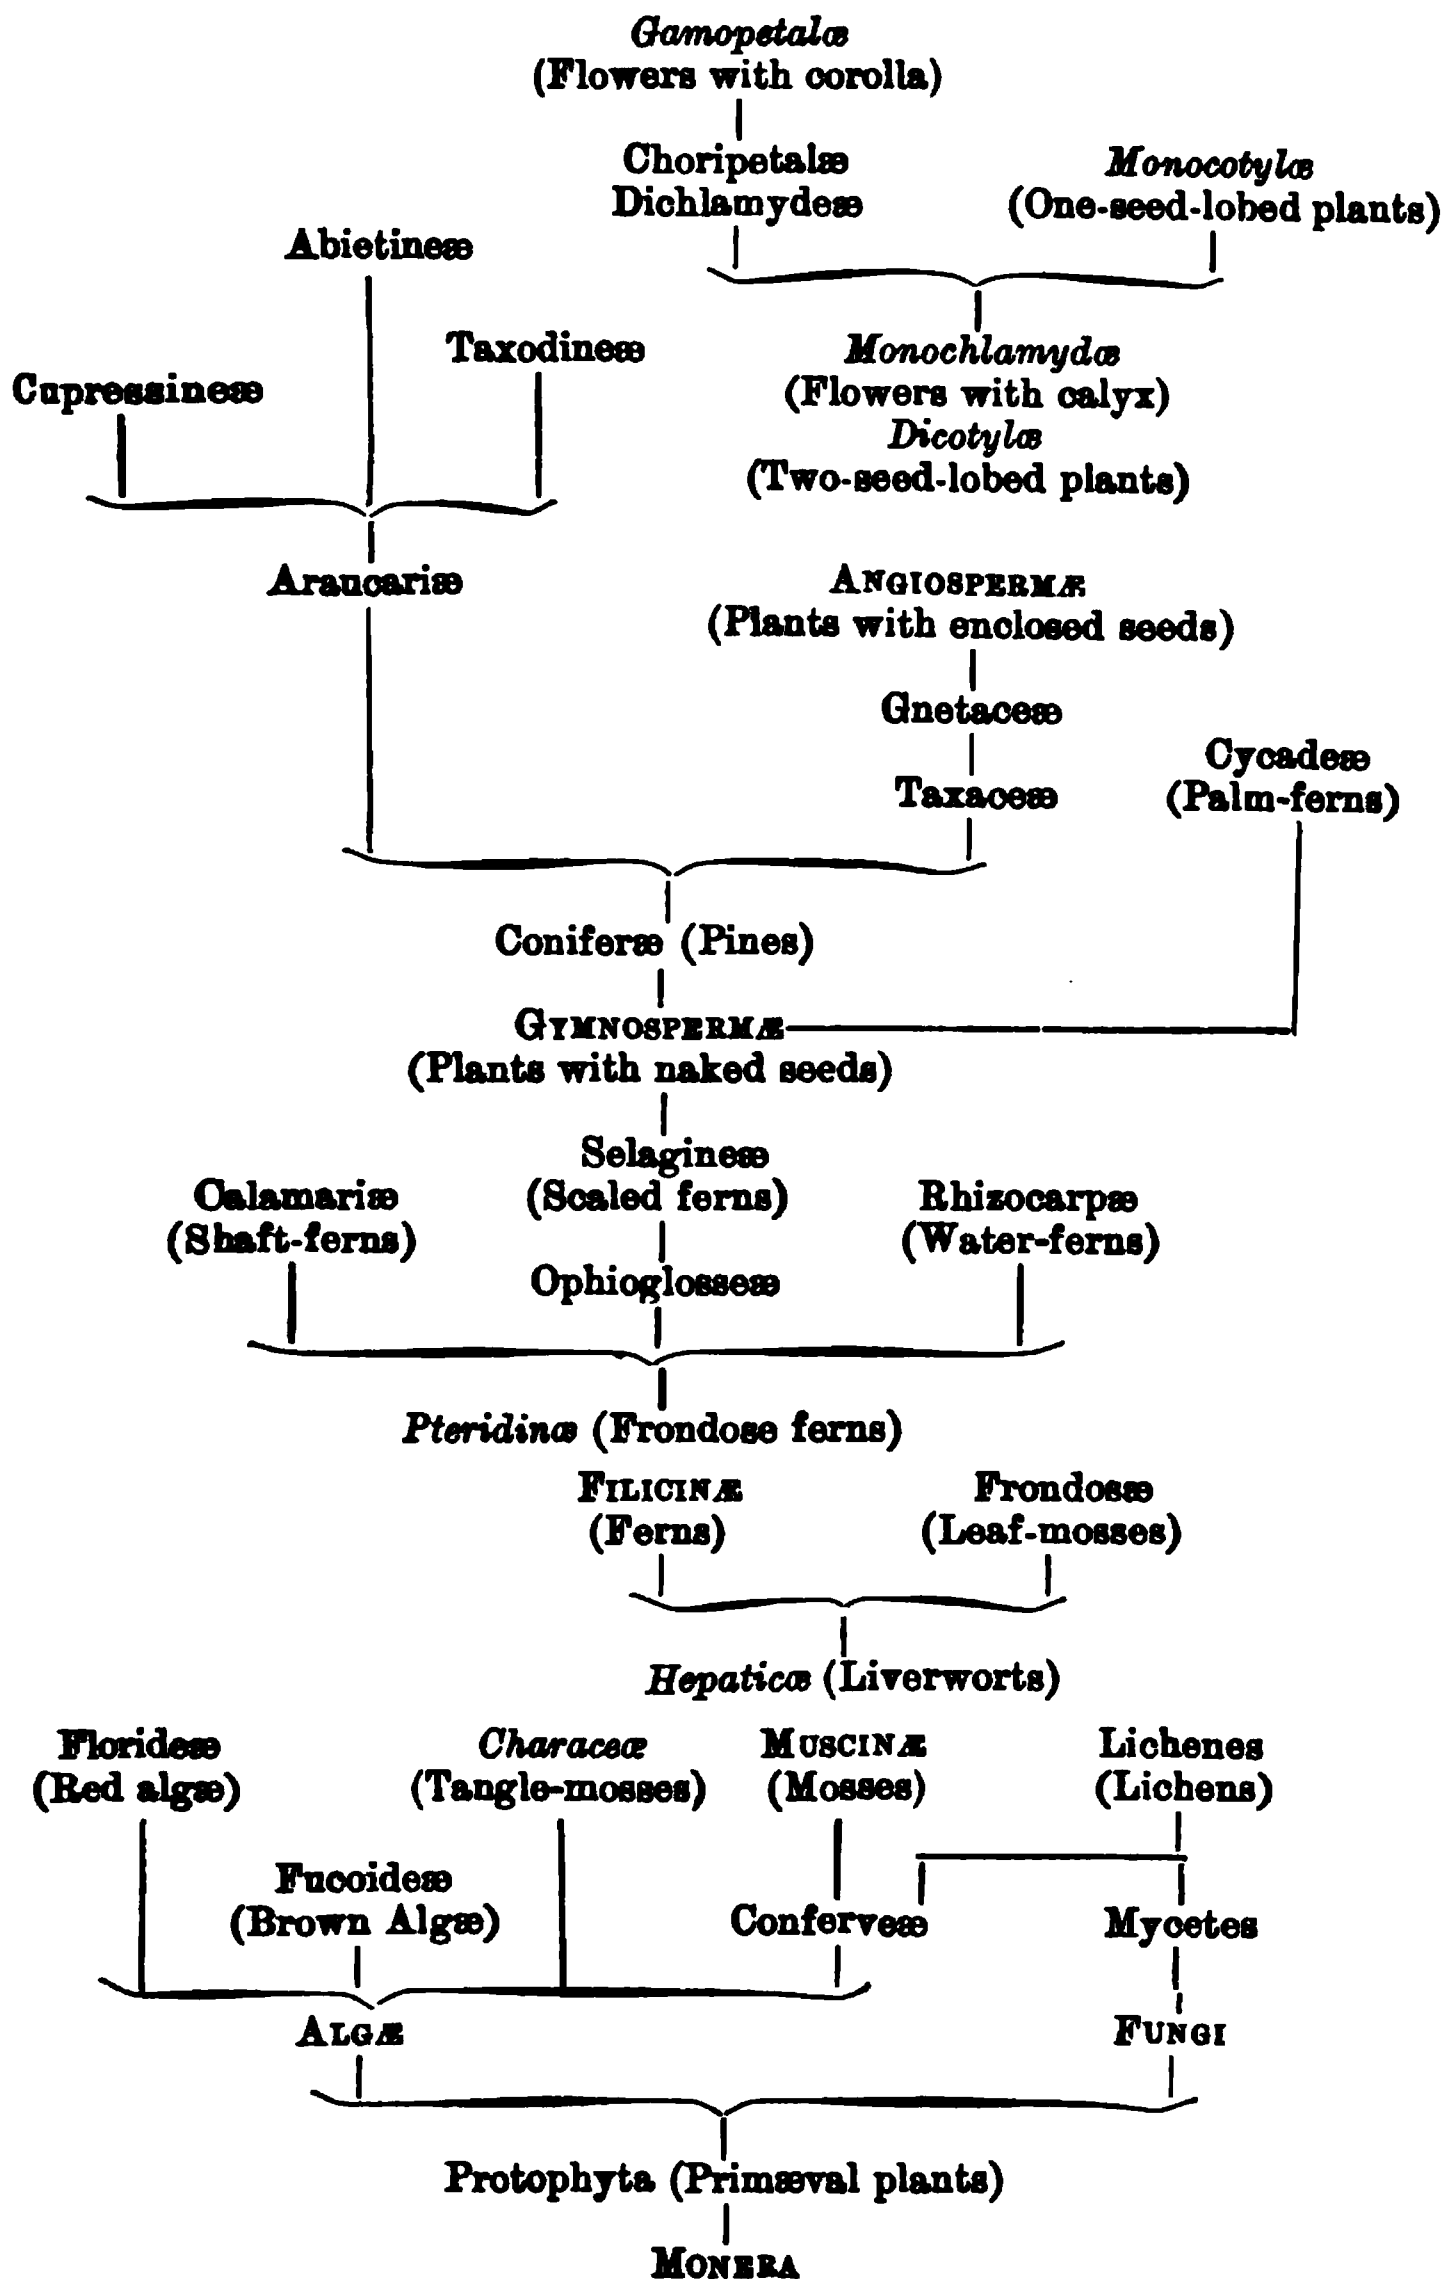 Gamopetalæ
(Flowers with corolla)
Choripetalæ
Dichlamydeæ
Monocotylæ
(One-seed-lobed plants)
Abietineæ
Taxodineæ
Cupressineæ
Monochlamydæ
(Flowers with calyx)
Dicotylæ
(Two-seed-lobed plants)
Araucariæ
ANGIOSPERMÆ
(Plants with enclosed seeds)
Gnetaceæ
Taxaceæ
Cycadeæ
(Palm-ferns)
Coniferæ (Pines)
GYMNOSPERMÆ
(Plants with naked seeds)
Selagineæ
(Scaled ferns)
Calamariæ
(Shaft-ferns)
Rhizocarpæ
(Water-ferns)
Ophioglosseæ
Pteridinæ (Frondose ferns)
FILICINÆ
(Ferns)
Frondosæ
(Leaf-mosses)
Hepaticæ (Liverworts)
Florideæ
(Red algæ)
Characeæ
(Tangle-mosses)
MUSCINÆ
(Mosses)
Lichenes
(Lichens)
Fucoideæ
(Brown Algæ)
Conferveæ
Mycetes
ALGÆ
FUNGI
Protophyta (Primæval plants)
MONERA